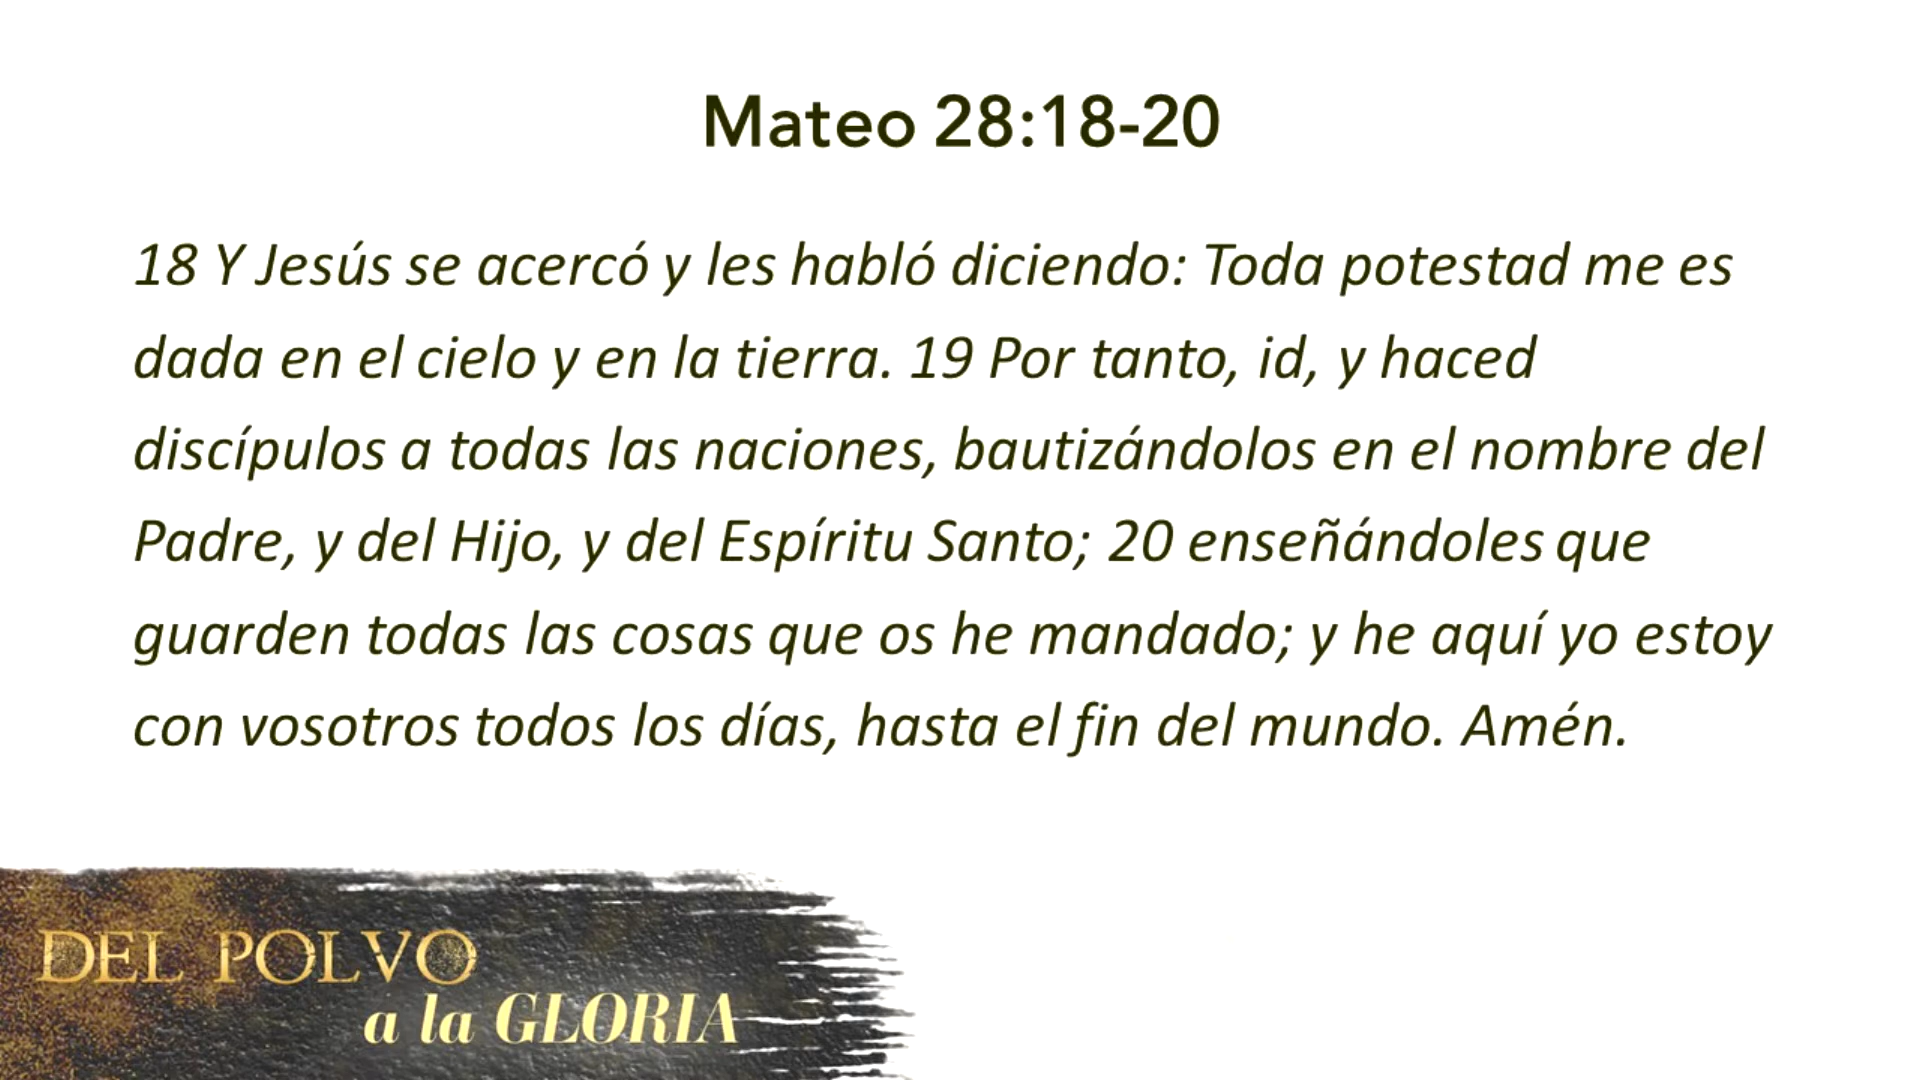 Mateo 28:18-20
18 Y Jesús se acercó y les habló diciendo: Toda potestad me es
dada en el cielo y en la tierra. 19 Por tanto, id, y haced
discípulos a todas las naciones, bautizándolos en el nombre del
Padre, y del Hijo, y del Espíritu Santo; 20 enseñándoles que
guarden todas las cosas que os he mandado; y he aquí yo estoy
con vosotros todos los días, hasta el fin del mundo. Amén.
DEL POLVO
a la GLORIA